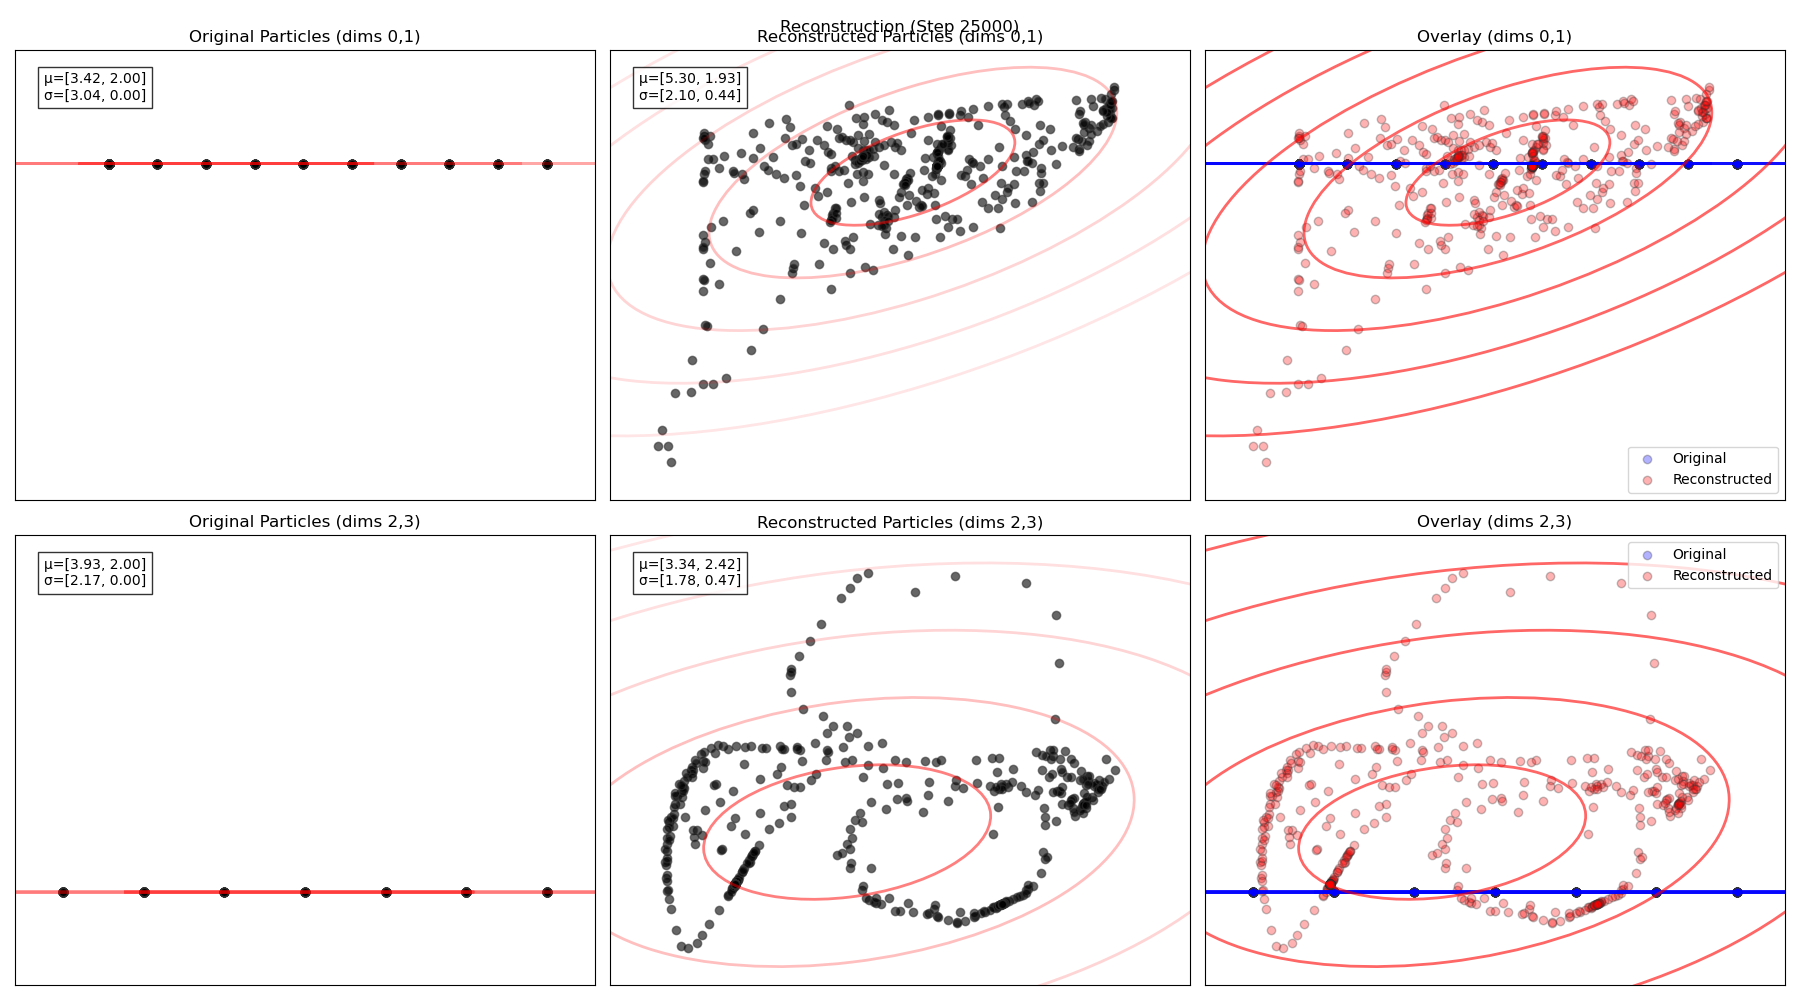 Reconstruction (Step 25000)
Original Particles (dims 0,1)
Reconstructed Particles (dims 0,1)
Overlay (dims 0,1)
μ=[3.42, 2.00]
σ=[3.04, 0.00]
μ=[5.30, 1.93]
σ=[2.10, 0.44]
Original
Reconstructed
Original Particles (dims 2,3)
Reconstructed Particles (dims 2,3)
Overlay (dims 2,3)
μ=[3.93, 2.00]
σ=[2.17, 0.00]
μ=[3.34, 2.42]
σ=[1.78, 0.47]
Original
Reconstructed